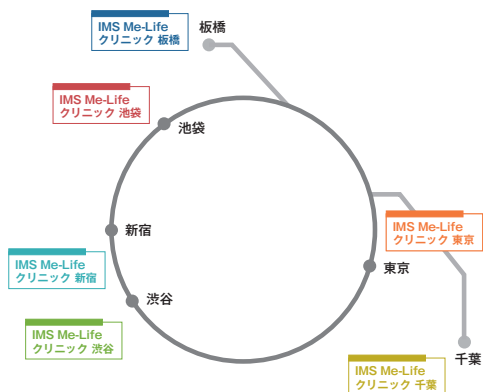 IMS Me-Life
クリニック 板橋
板橋
IMS Me-Life
クリニック 池袋
池袋
新宿
IMS Me-Life
クリニック 新宿
渋谷
IMS Me-Life
クリニック 渋谷
IMS Me-Life
クリニック 東京
東京
千葉
IMS Me-Life
クリニック 千葉